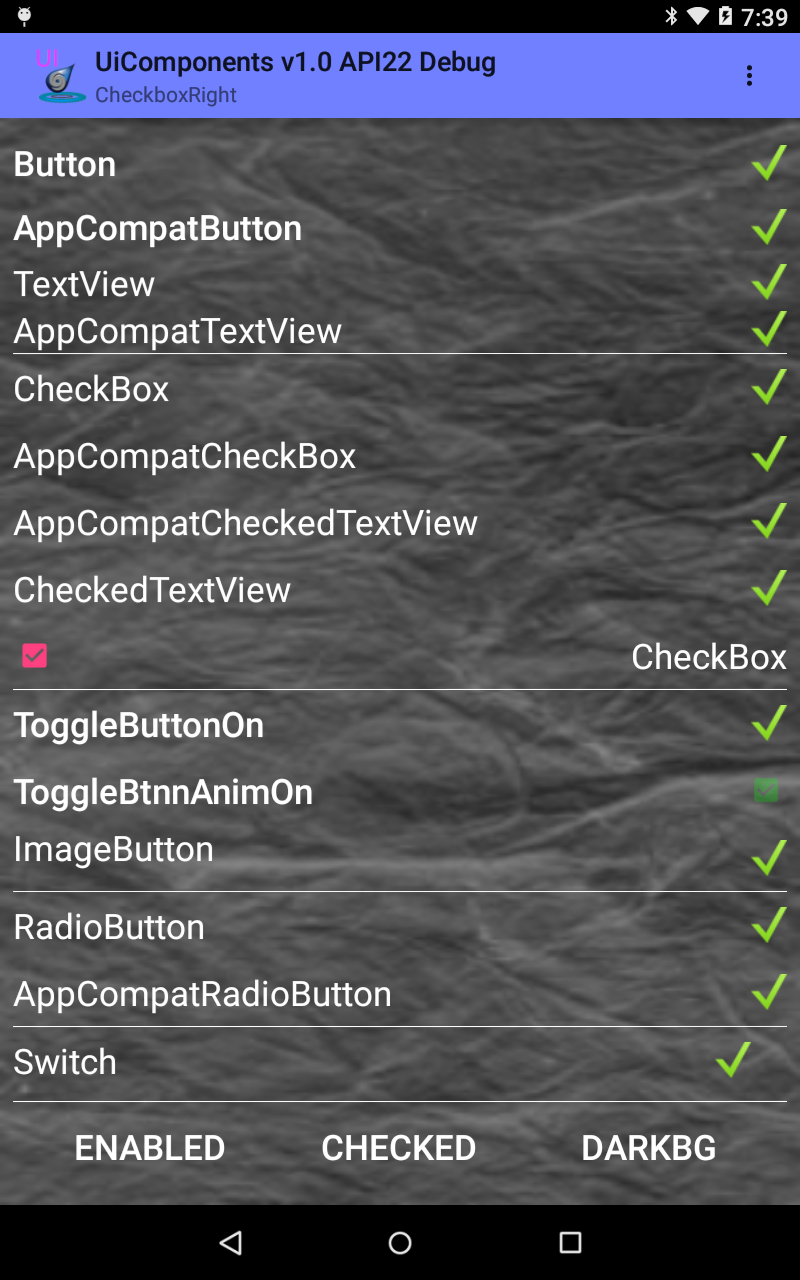 7:39
UI
UiComponents v1.0 API22 Debug
CheckboxRight
Button
AppCompatButton
TextView
AppCompatTextView
CheckBox
AppCompatCheckBox
AppCompatCheckedTextView
CheckedTextView
CheckBox
ToggleButtonOn
ToggleBtnnAnimOn
ImageButton
RadioButton
AppCompatRadioButton
Switch
ENABLED CHECKED DARKBG